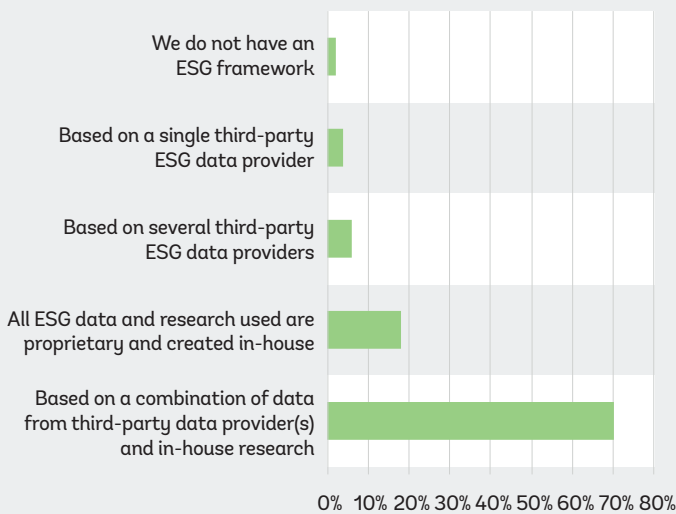 We do not have an
ESG framework
Based on a single third-party
ESG data provider
Based on several third-party
ESG data providers
All ESG data and research used are
proprietary and created in-house
Based on a combination of data
from third-party data provider(s)
and in-house research
0% 10% 20% 30% 40% 50% 60% 70% 80%